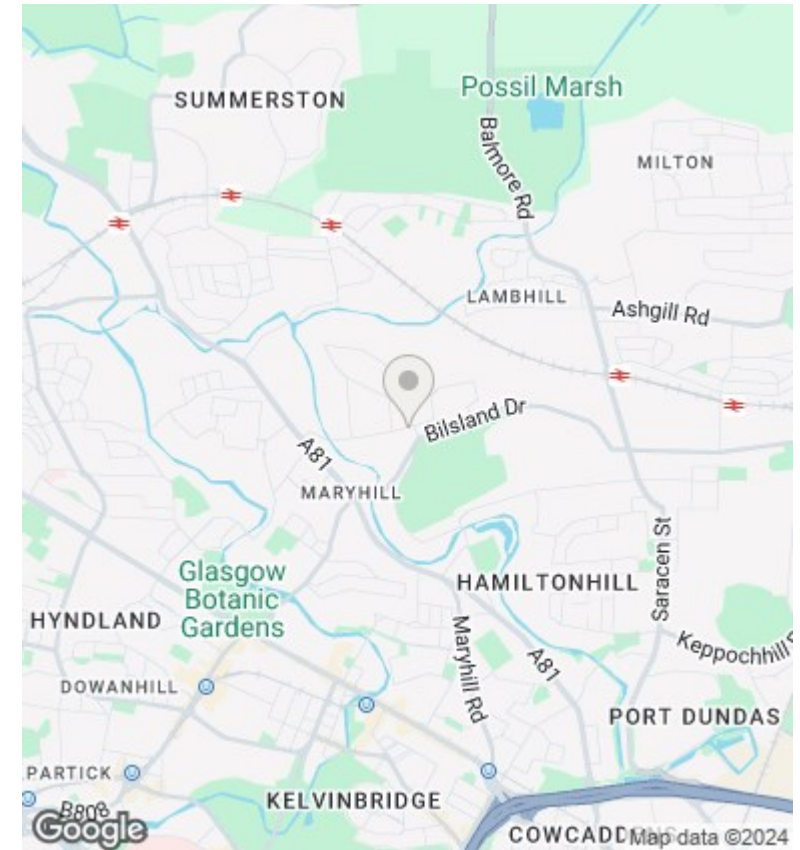 SUMMERSTON
Possil Marsh
Balmore Rd
MILTON
LAMBHILL
Ashgill Rd
Bilsland Dr
A81
MARYHILL
Glasgow
Botanic
Gardens
HAMILTONHILL
Saracen St
HYNDLAND
Keppochhill R
Maryhill Rd
A81
DOWANHILL
PORT DUNDAS
PARTICK
KELVINBRIDGE
B808
Google
COWCADDENS
Map data ©2024